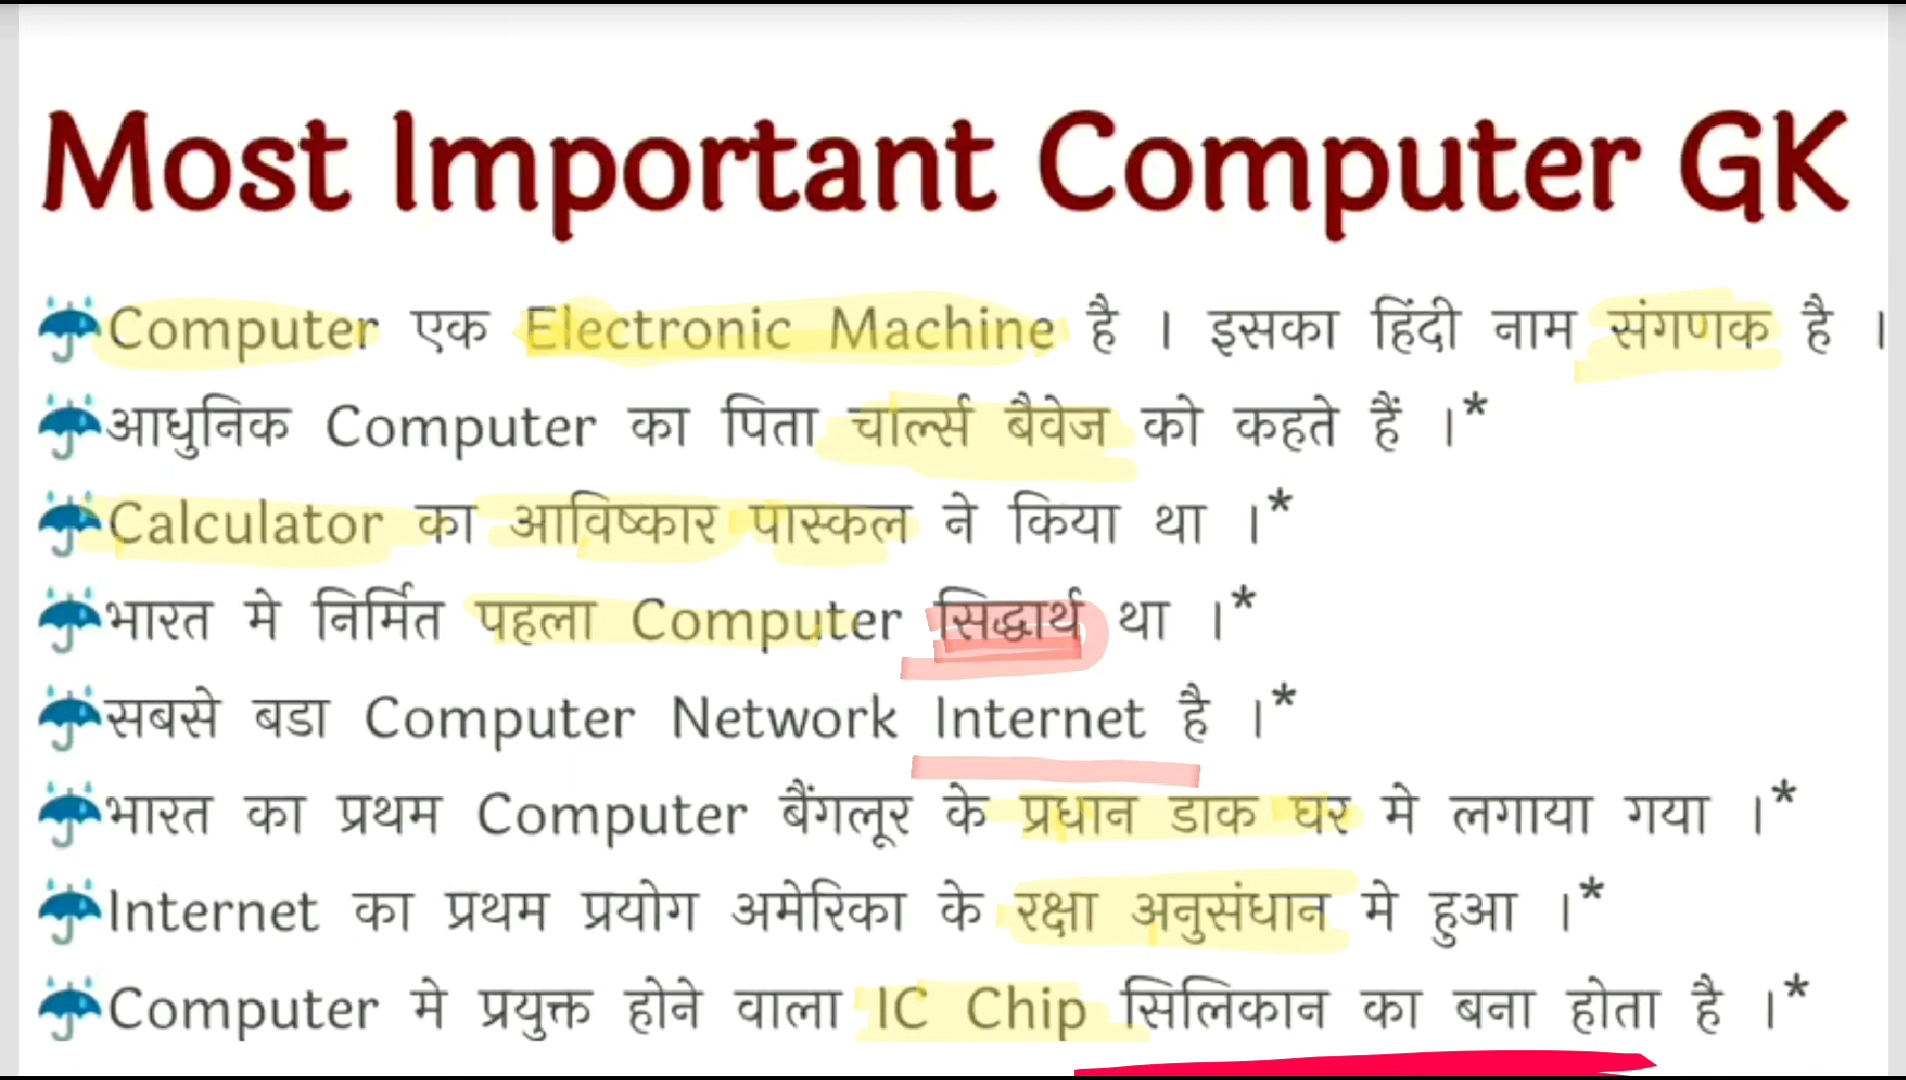 Most Important Computer GK
Computer एक Electronic Machine है । इसका हिंदी नाम संगणक है ।
आधुनिक Computer का पिता चार्ल्स बैवेज को कहते हैं ।*
Calculator का आविष्कार पास्कल ने किया था ।*
भारत मे निर्मित पहला Computer सिद्धार्थ था ।*
सबसे बडा Computer Network Internet है ।*
भारत का प्रथम Computer बैंगलूर के प्रधान डाक घर मे लगाया गया ।*
Internet का प्रथम प्रयोग अमेरिका के रक्षा अनुसंधान मे हुआ ।*
Computer मे प्रयुक्त होने वाला IC Chip सिलिकान का बना होता है ।*